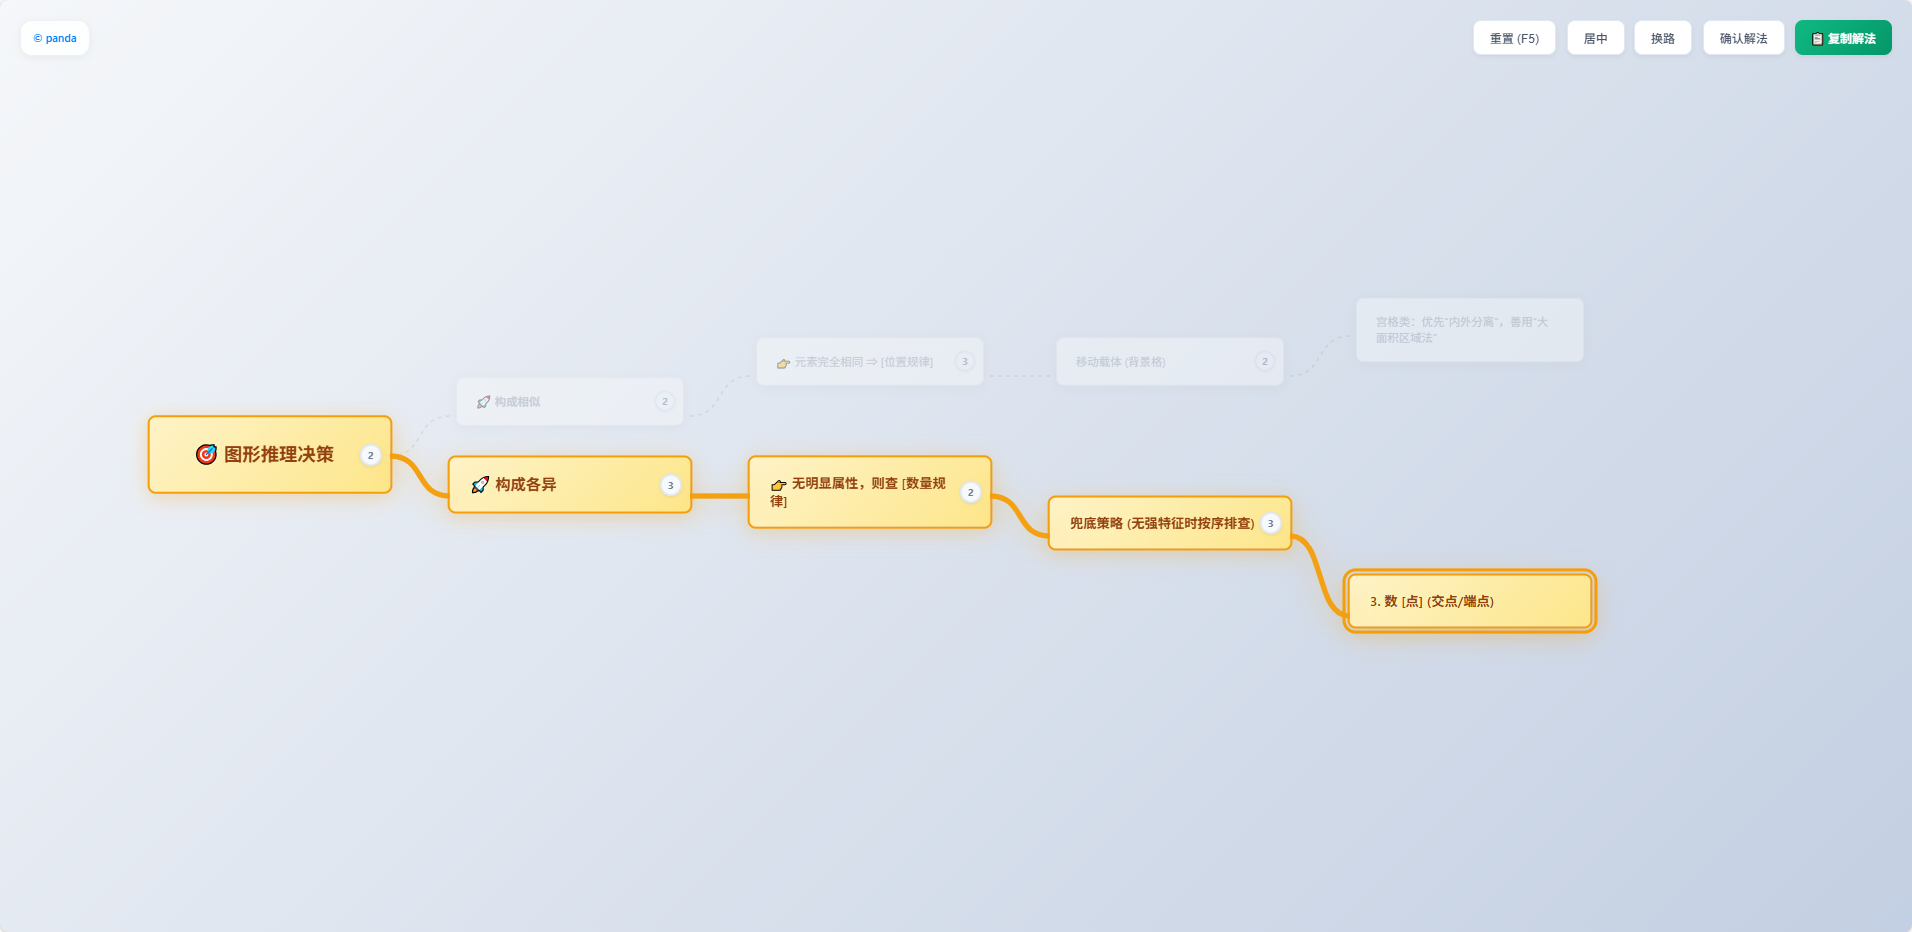 © panda
重置 (F5)
居中
换路
确认解法
📋 复制解法
宫格类：优先“内外分离”，善用“大
面积区域法”
👉 元素完全相同 ⇒ [位置规律]
3
移动载体 (背景格)
2
🚀 构成相似
2
🎯 图形推理决策
2
🚀 构成各异
3
👉 无明显属性，则查 [数量规
律]
2
兜底策略 (无强特征时按序排查)
3
3. 数 [点] (交点/端点)